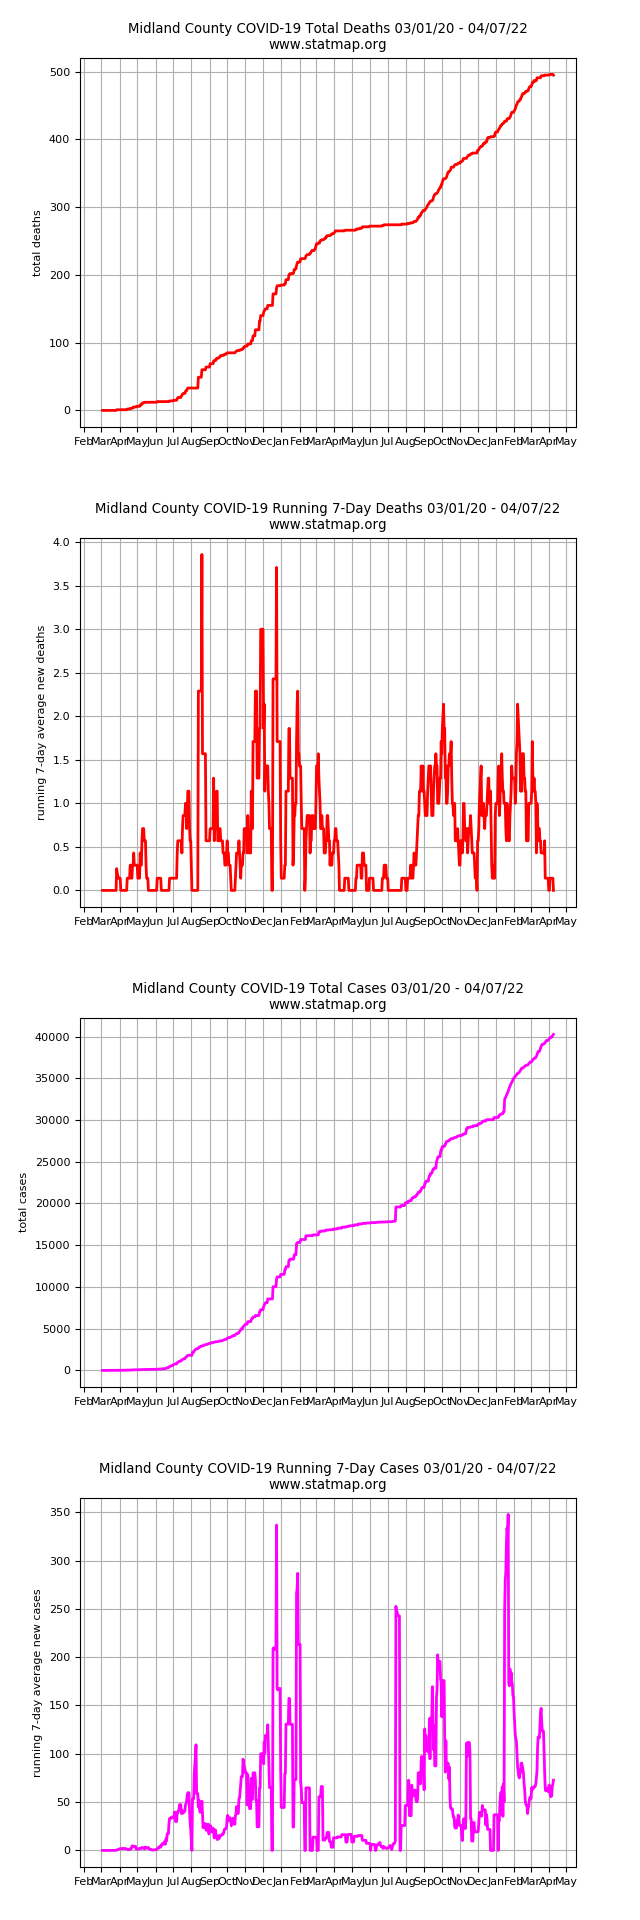 Midland County COVID-19 Total Deaths 03/01/20 - 04/07/22
www.statmap.org
500
400
300
200
100
0
total deaths
Feb Mar Apr May Jun Jul Aug Sep Oct Nov Dec Jan Feb Mar Apr May Jun Jul Aug Sep Oct Nov Dec Jan Feb Mar Apr May
Midland County COVID-19 Running 7-Day Deaths 03/01/20 - 04/07/22
www.statmap.org
4.0
3.5
3.0
2.5
2.0
1.5
1.0
0.5
0.0
running 7-day average new deaths
Feb Mar Apr May Jun Jul Aug Sep Oct Nov Dec Jan Feb Mar Apr May Jun Jul Aug Sep Oct Nov Dec Jan Feb Mar Apr May
Midland County COVID-19 Total Cases 03/01/20 - 04/07/22
www.statmap.org
40000
35000
30000
25000
20000
15000
10000
5000
0
total cases
Feb Mar Apr May Jun Jul Aug Sep Oct Nov Dec Jan Feb Mar Apr May Jun Jul Aug Sep Oct Nov Dec Jan Feb Mar Apr May
Midland County COVID-19 Running 7-Day Cases 03/01/20 - 04/07/22
www.statmap.org
350
300
250
200
150
100
50
0
running 7-day average new cases
Feb Mar Apr May Jun Jul Aug Sep Oct Nov Dec Jan Feb Mar Apr May Jun Jul Aug Sep Oct Nov Dec Jan Feb Mar Apr May